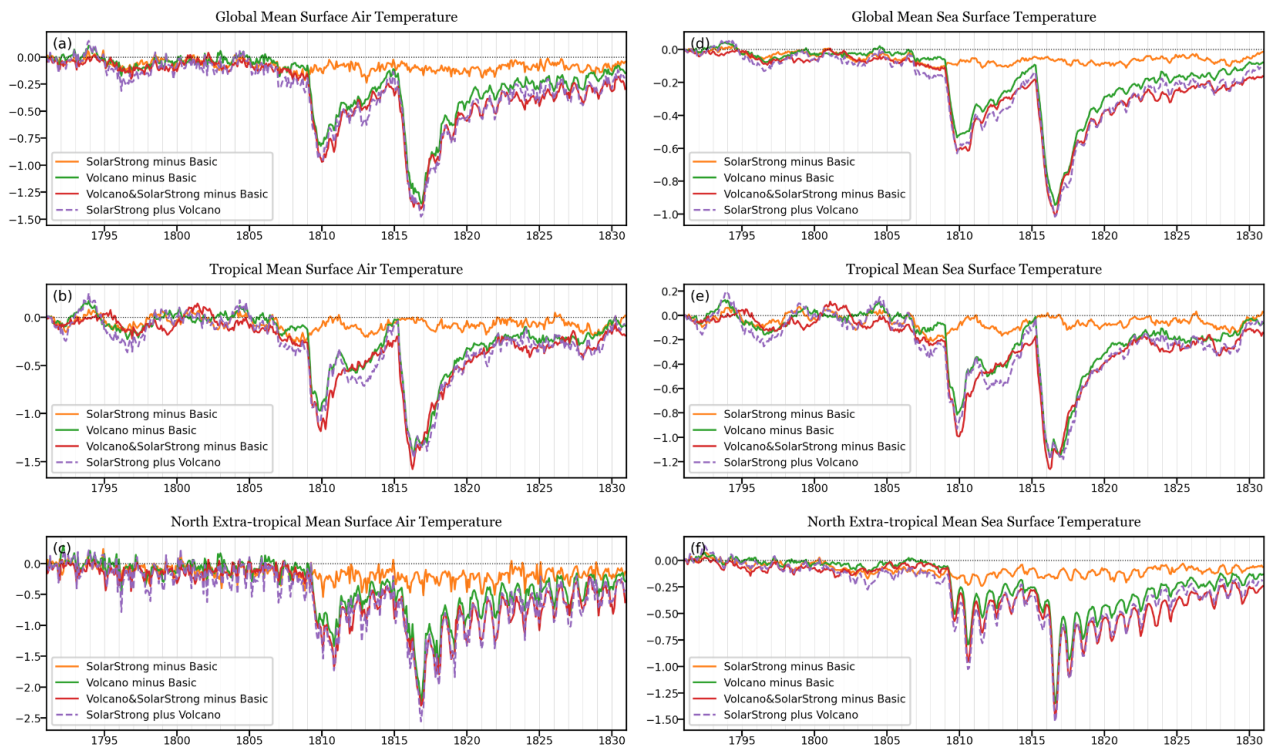 Global Mean Surface Air Temperature
(a)
0.00
−0.25
−0.50
−0.75
−1.00
−1.25
−1.50
SolarStrong minus Basic
Volcano minus Basic
Volcano&SolarStrong minus Basic
SolarStrong plus Volcano
1795 1800 1805 1810 1815 1820 1825 1830
Global Mean Sea Surface Temperature
(d)
0.0
−0.2
−0.4
−0.6
−0.8
−1.0
SolarStrong minus Basic
Volcano minus Basic
Volcano&SolarStrong minus Basic
SolarStrong plus Volcano
1795 1800 1805 1810 1815 1820 1825 1830
Tropical Mean Surface Air Temperature
(b)
0.0
−0.5
−1.0
−1.5
SolarStrong minus Basic
Volcano minus Basic
Volcano&SolarStrong minus Basic
SolarStrong plus Volcano
1795 1800 1805 1810 1815 1820 1825 1830
Tropical Mean Sea Surface Temperature
(e)
0.2
0.0
−0.2
−0.4
−0.6
−0.8
−1.0
−1.2
SolarStrong minus Basic
Volcano minus Basic
Volcano&SolarStrong minus Basic
SolarStrong plus Volcano
1795 1800 1805 1810 1815 1820 1825 1830
North Extra-tropical Mean Surface Air Temperature
(c)
0.0
−0.5
−1.0
−1.5
−2.0
−2.5
SolarStrong minus Basic
Volcano minus Basic
Volcano&SolarStrong minus Basic
SolarStrong plus Volcano
1795 1800 1805 1810 1815 1820 1825 1830
North Extra-tropical Mean Sea Surface Temperature
(f)
0.00
−0.25
−0.50
−0.75
−1.00
−1.25
−1.50
SolarStrong minus Basic
Volcano minus Basic
Volcano&SolarStrong minus Basic
SolarStrong plus Volcano
1795 1800 1805 1810 1815 1820 1825 1830